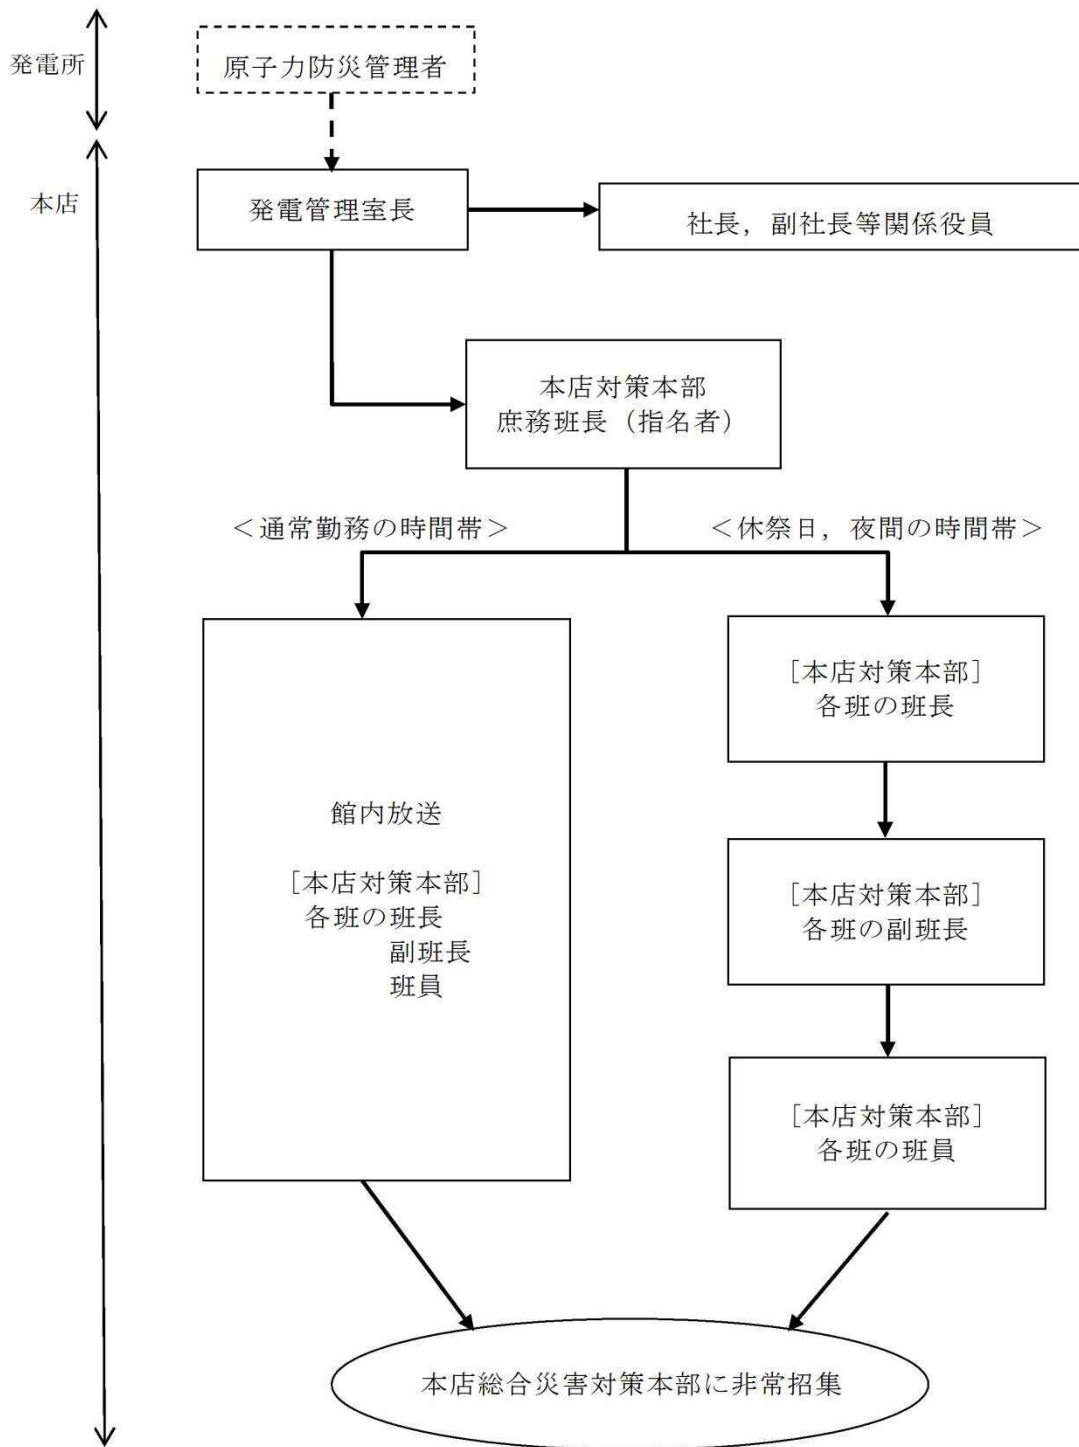 発電所
原子力防災管理者
本店
発電管理室長
社長，副社長等関係役員
本店対策本部
庶務班長（指名者）
＜通常勤務の時間帯＞
＜休祭日，夜間の時間帯＞
館内放送
［本店対策本部］
各班の班長
副班長
班員
［本店対策本部］
各班の班長
［本店対策本部］
各班の副班長
［本店対策本部］
各班の班員
本店総合災害対策本部に非常招集